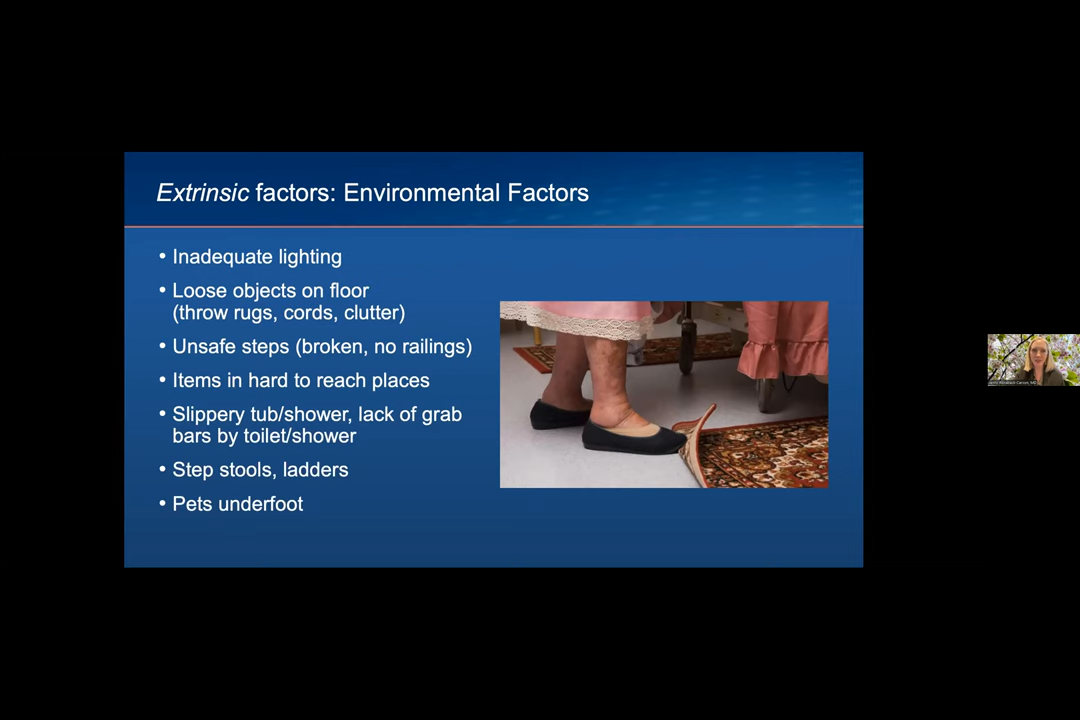 Extrinsic factors: Environmental Factors
• Inadequate lighting
• Loose objects on floor
(throw rugs, cords, clutter)
• Unsafe steps (broken, no railings)
• Items in hard to reach places
• Slippery tub/shower, lack of grab
bars by toilet/shower
• Step stools, ladders
• Pets underfoot